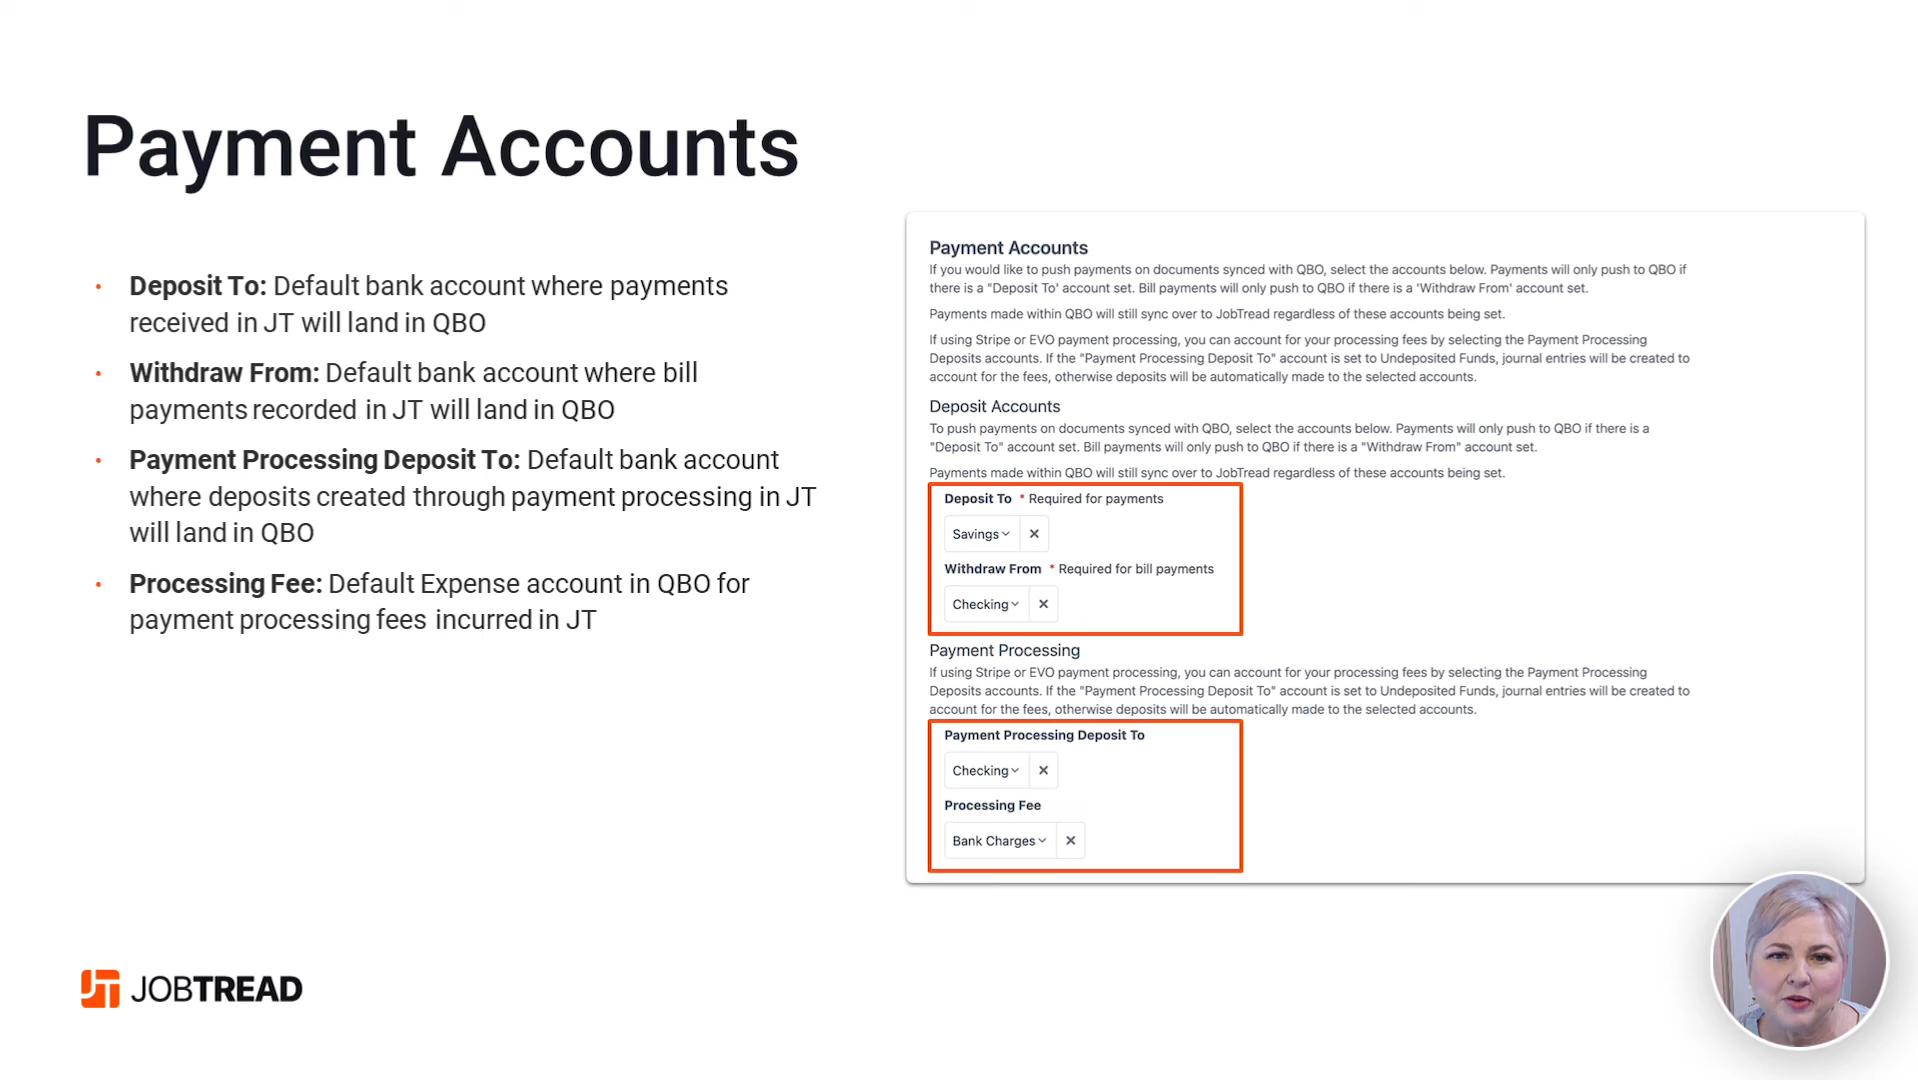 Payment Accounts
• Deposit To: Default bank account where payments
received in JT will land in QBO
• Withdraw From: Default bank account where bill
payments recorded in JT will land in QBO
• Payment Processing Deposit To: Default bank account
where deposits created through payment processing in JT
will land in QBO
• Processing Fee: Default Expense account in QBO for
payment processing fees incurred in JT
Payment Accounts
If you would like to push payments on documents synced with QBO, select the accounts below. Payments will only push to QBO if
there is a "Deposit To' account set. Bill payments will only push to QBO if there is a 'Withdraw From' account set.
Payments made within QBO will still sync over to JobTread regardless of these accounts being set.
If using Stripe or EVO payment processing, you can account for your processing fees by selecting the Payment Processing
Deposits accounts. If the "Payment Processing Deposit To" account is set to Undeposited Funds, journal entries will be created to
account for the fees, otherwise deposits will be automatically made to the selected accounts.
Deposit Accounts
To push payments on documents synced with QBO, select the accounts below. Payments will only push to QBO if there is a
"Deposit To" account set. Bill payments will only push to QBO if there is a "Withdraw From" account set.
Payments made within QBO will still sync over to JobTread regardless of these accounts being set.
Deposit To * Required for payments
Savings ×
Withdraw From * Required for bill payments
Checking ×
Payment Processing
If using Stripe or EVO payment processing, you can account for your processing fees by selecting the Payment Processing
Deposits accounts. If the "Payment Processing Deposit To" account is set to Undeposited Funds, journal entries will be created to
account for the fees, otherwise deposits will be automatically made to the selected accounts.
Payment Processing Deposit To
Checking ×
Processing Fee
Bank Charges ×
JT JOBTREAD